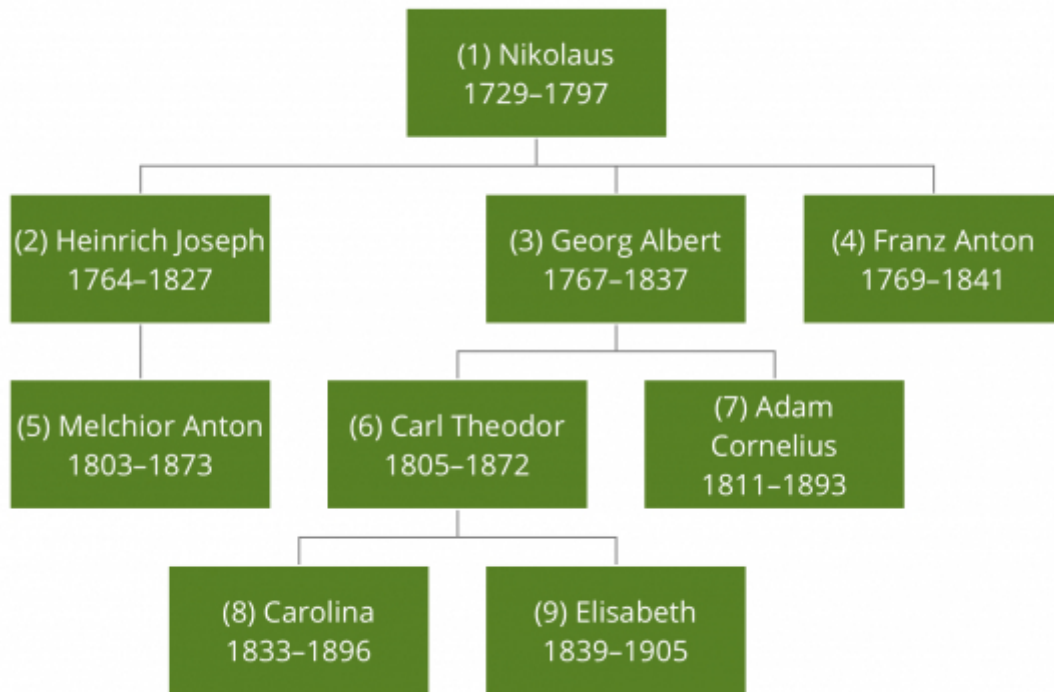 (1) Nikolaus
1729–1797
(2) Heinrich Joseph
1764–1827
(3) Georg Albert
1767–1837
(4) Franz Anton
1769–1841
(5) Melchior Anton
1803–1873
(6) Carl Theodor
1805–1872
(7) Adam
Cornelius
1811–1893
(8) Carolina
1833–1896
(9) Elisabeth
1839–1905